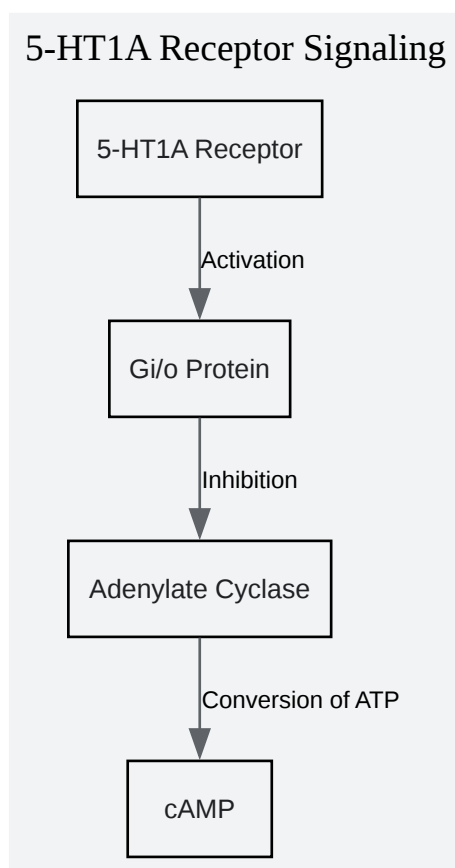 5-HT1A Receptor Signaling
5-HT1A Receptor
Activation
Gi/o Protein
Inhibition
Adenylate Cyclase
Conversion of ATP
cAMP